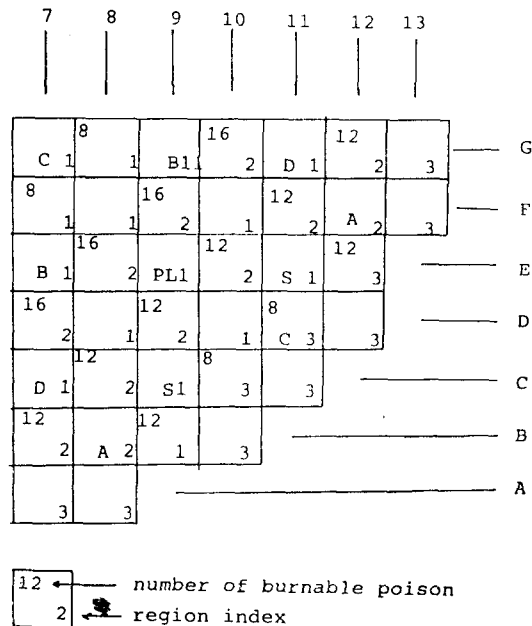 7 8 9 10 11 12 13
8 16 12
C 1 1 B1 2 D 1 2 3 G
8 16 12
1 1 2 1 2 A 2 3 F
16 12 12
B 1 2 PL1 2 S 1 3 E
16 12 8
2 1 2 1 C 3 3 D
12 8
D 1 2 S1 3 3 C
12 12
2 A 2 1 3 B
3 3 A
12 number of burnable poison
2 region index